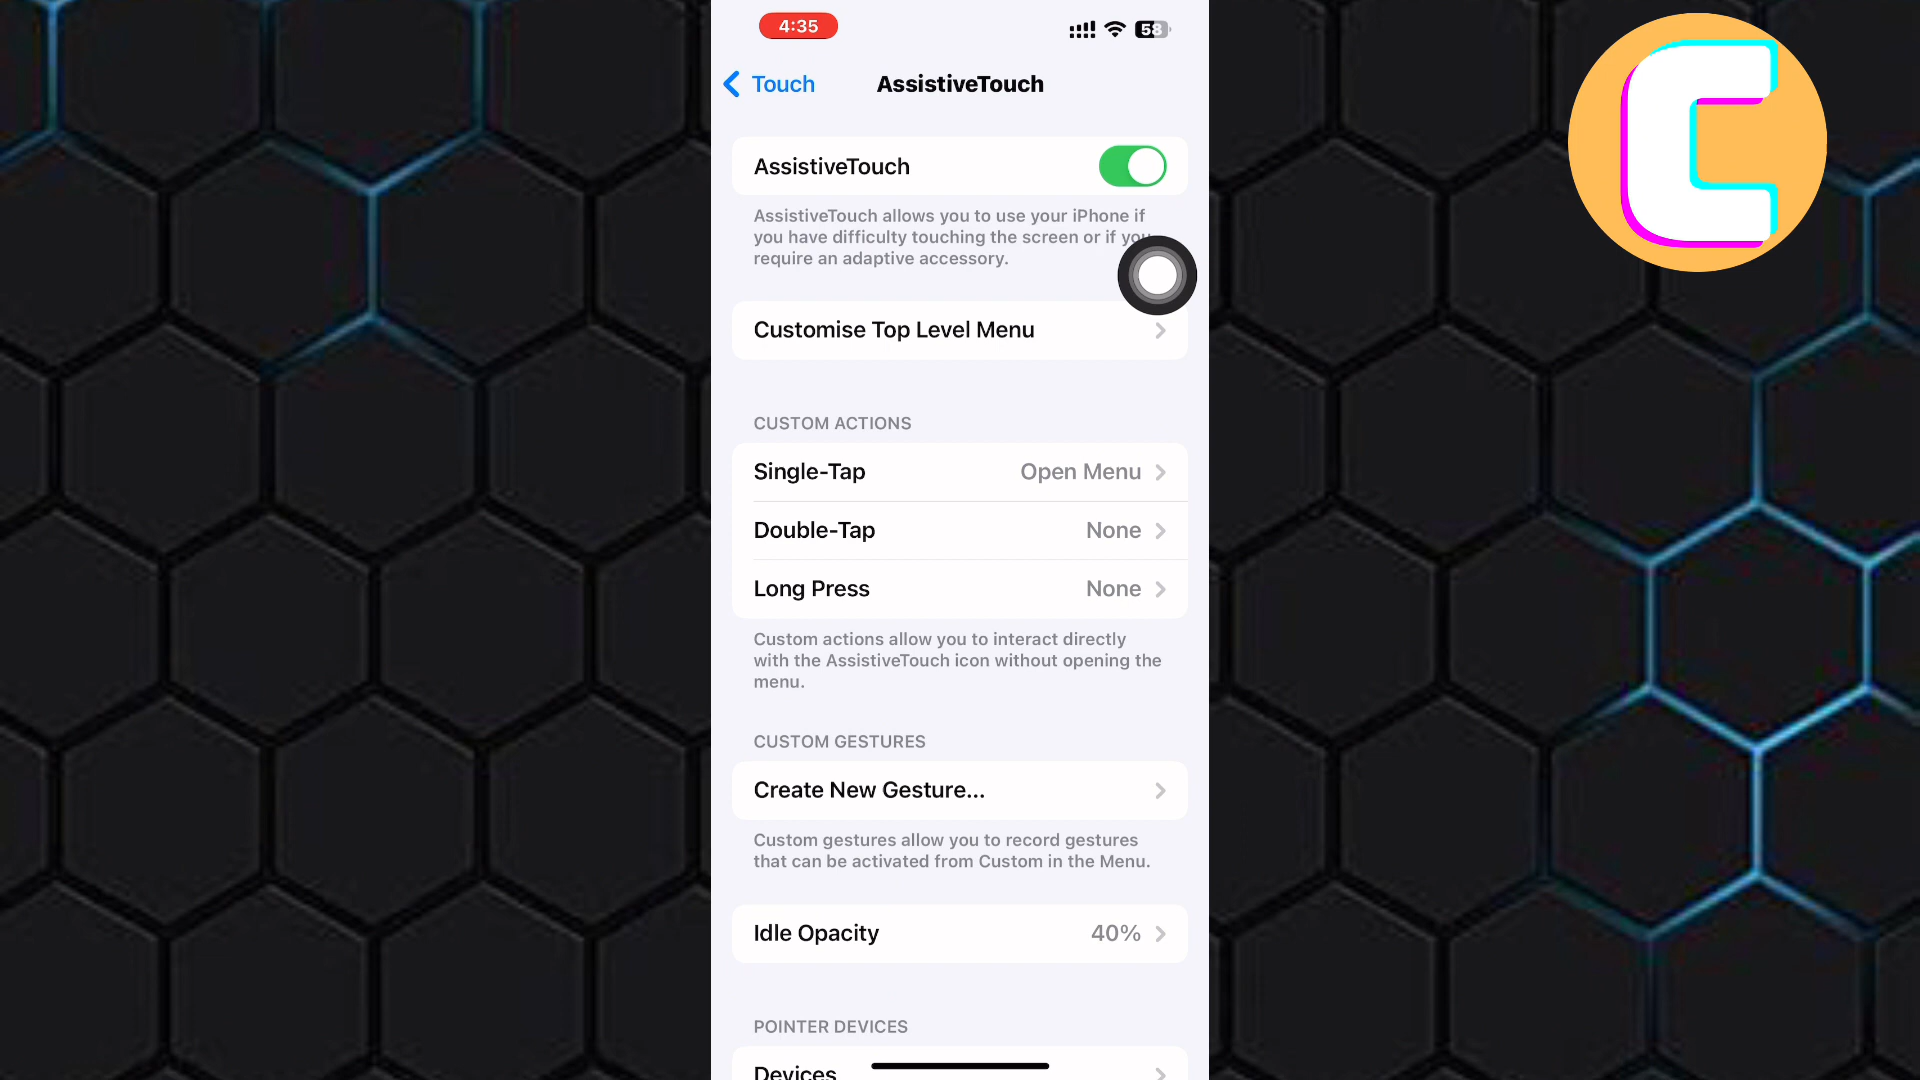 4:35
58
Touch
AssistiveTouch
AssistiveTouch
AssistiveTouch allows you to use your iPhone if
you have difficulty touching the screen or if you
require an adaptive accessory.
Customise Top Level Menu
CUSTOM ACTIONS
Single-Tap Open Menu
Double-Tap None
Long Press None
Custom actions allow you to interact directly
with the AssistiveTouch icon without opening the
menu.
CUSTOM GESTURES
Create New Gesture...
Custom gestures allow you to record gestures
that can be activated from Custom in the Menu.
Idle Opacity 40%
POINTER DEVICES
Devices
C